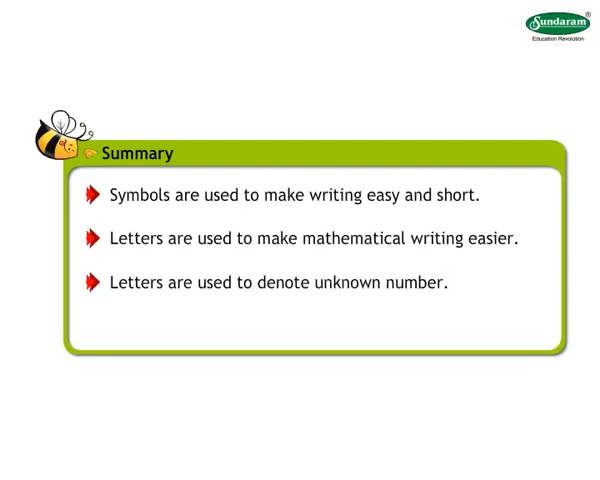 Sundaram®
Education Revolution
Summary
Symbols are used to make writing easy and short.
Letters are used to make mathematical writing easier.
Letters are used to denote unknown number.